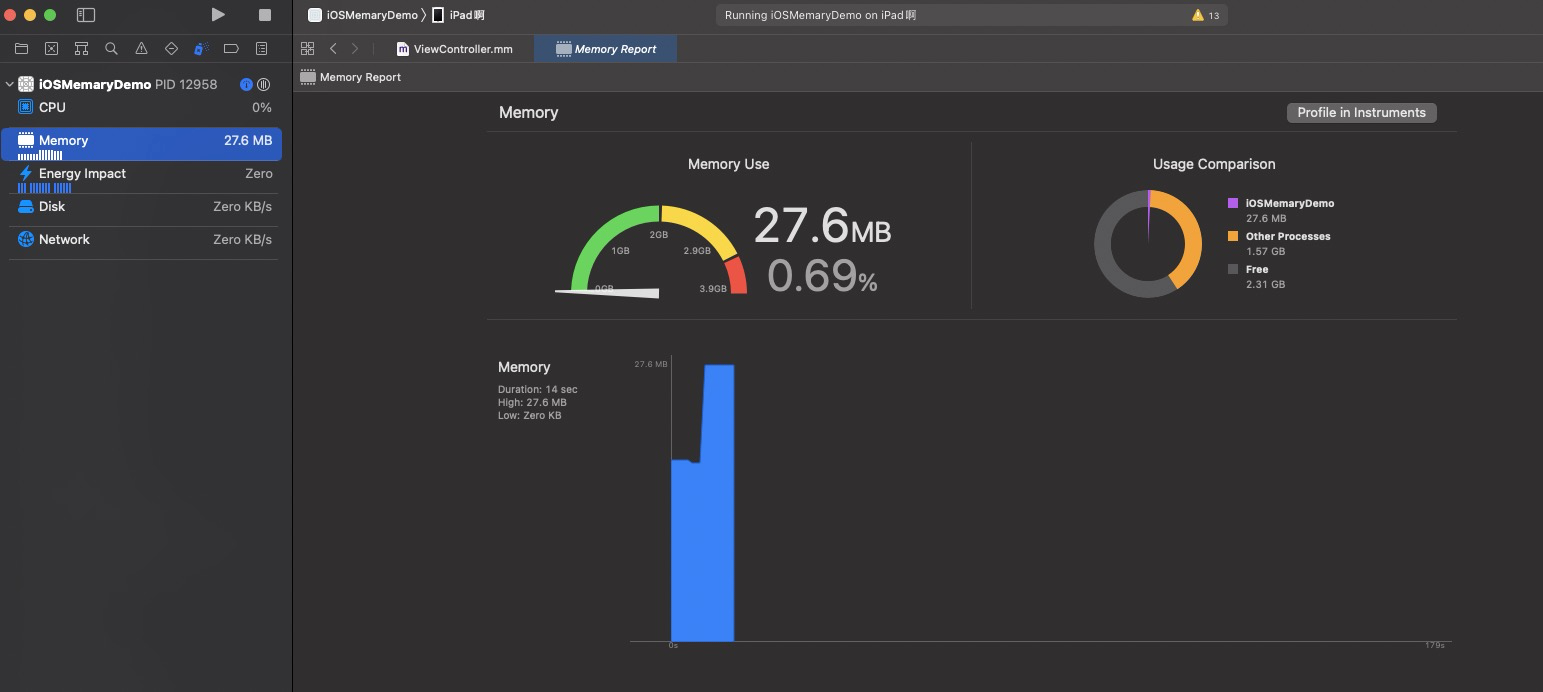 iOSMemaryDemo
iPad啊
Running iOSMemaryDemo on iPad啊
13
ViewController.mm
Memory Report
Memory Report
iOSMemaryDemo PID 12958
CPU 0%
Memory 27.6 MB
Energy Impact Zero
Disk Zero KB/s
Network Zero KB/s
Memory
Profile in Instruments
Memory Use
0GB
1GB
2GB
2.9GB
3.9GB
27.6MB
0.69%
Usage Comparison
iOSMemaryDemo
27.6 MB
Other Processes
1.57 GB
Free
2.31 GB
Memory
Duration: 14 sec
High: 27.6 MB
Low: Zero KB
27.6 MB
0s
179s